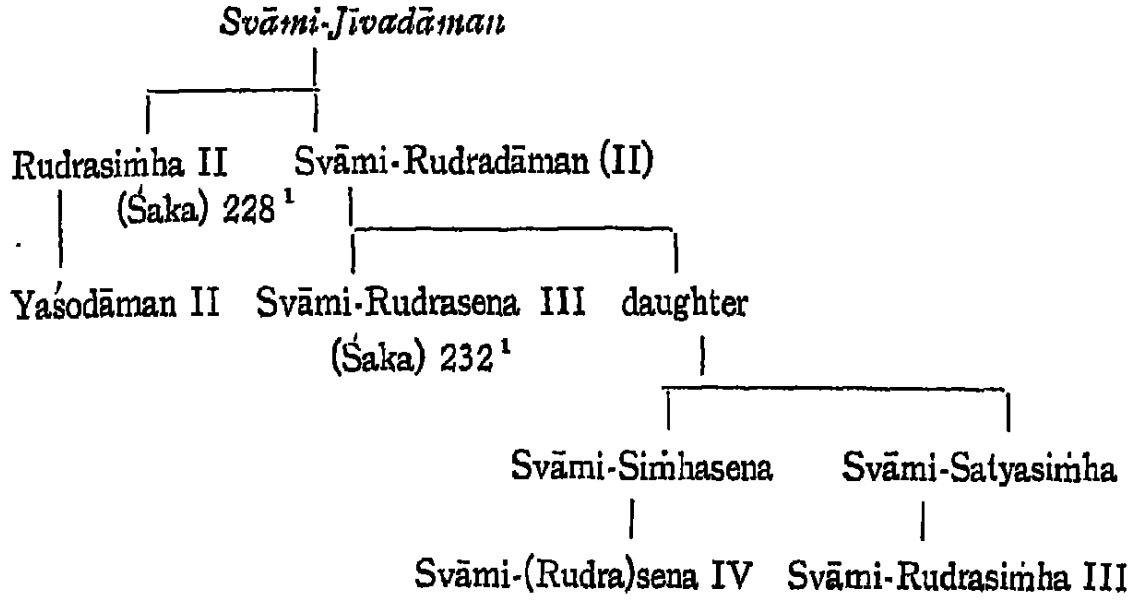 Svāmi-Jīvadāman
Rudrasiṁha II Svāmi-Rudradāman (II)
(Śaka) 228¹
Yaśodāman II Svāmi-Rudrasena III daughter
(Śaka) 232¹
Svāmi-Siṁhasena Svāmi-Satyasiṁha
Svāmi-(Rudra)sena IV Svāmi-Rudrasiṁha III